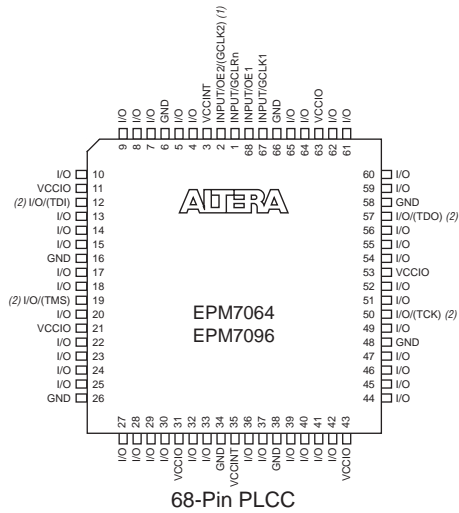 I/O 9
I/O 8
I/O 7
GND 6
I/O 5
I/O 4
VCCINT 3
INPUT/OE2/(GCLK2) (1) 2
INPUT/GCLRn 1
INPUT/OE1 68
INPUT/GCLK1 67
GND 66
I/O 65
I/O 64
VCCIO 63
I/O 62
I/O 61
I/O 10
VCCIO 11
(2) I/O/(TDI) 12
I/O 13
I/O 14
I/O 15
GND 16
I/O 17
I/O 18
(2) I/O/(TMS) 19
I/O 20
VCCIO 21
I/O 22
I/O 23
I/O 24
I/O 25
GND 26
ALTERA
EPM7064
EPM7096
60 I/O
59 I/O
58 GND
57 I/O/(TDO) (2)
56 I/O
55 I/O
54 I/O
53 VCCIO
52 I/O
51 I/O
50 I/O/(TCK) (2)
49 I/O
48 GND
47 I/O
46 I/O
45 I/O
44 I/O
27 I/O
28 I/O
29 I/O
30 I/O
31 VCCIO
32 I/O
33 I/O
34 GND
35 VCCINT
36 I/O
37 I/O
38 GND
39 I/O
40 I/O
41 I/O
42 I/O
43 VCCIO
68-Pin PLCC